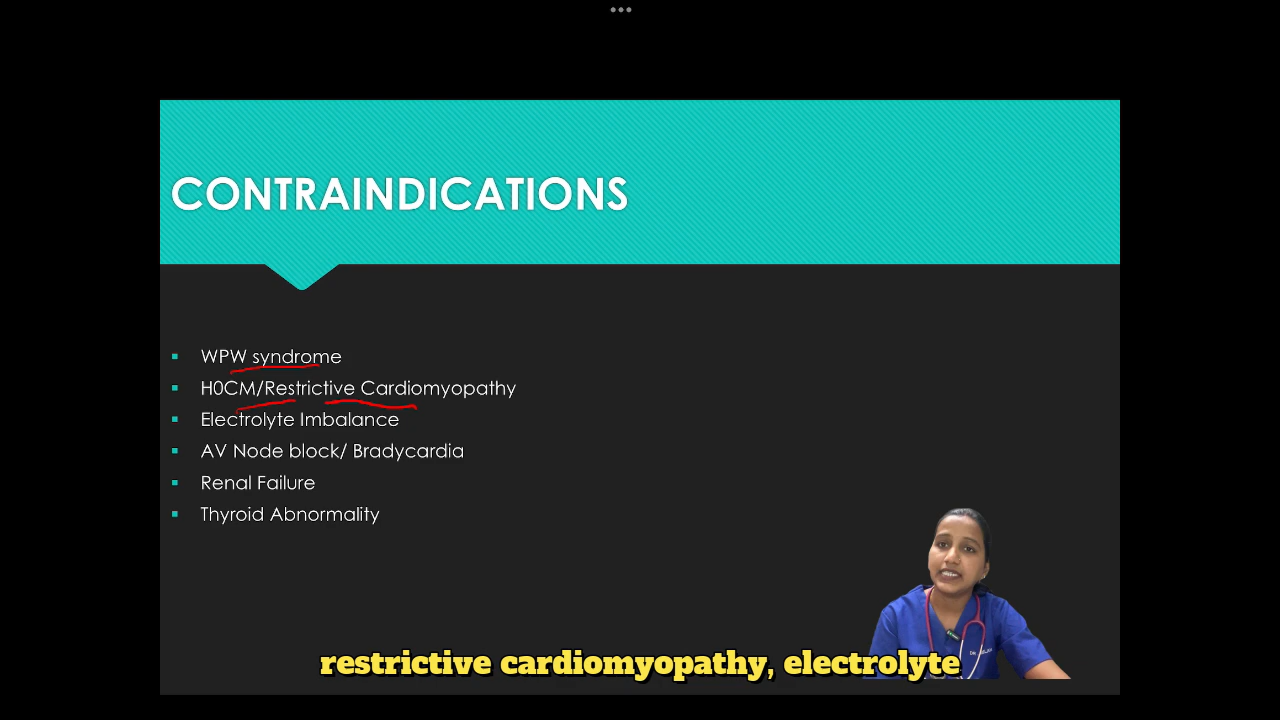 CONTRAINDICATIONS
WPW syndrome
H0CM/Restrictive Cardiomyopathy
Electrolyte Imbalance
AV Node block/ Bradycardia
Renal Failure
Thyroid Abnormality
DR
restrictive cardiomyopathy, electrolyte